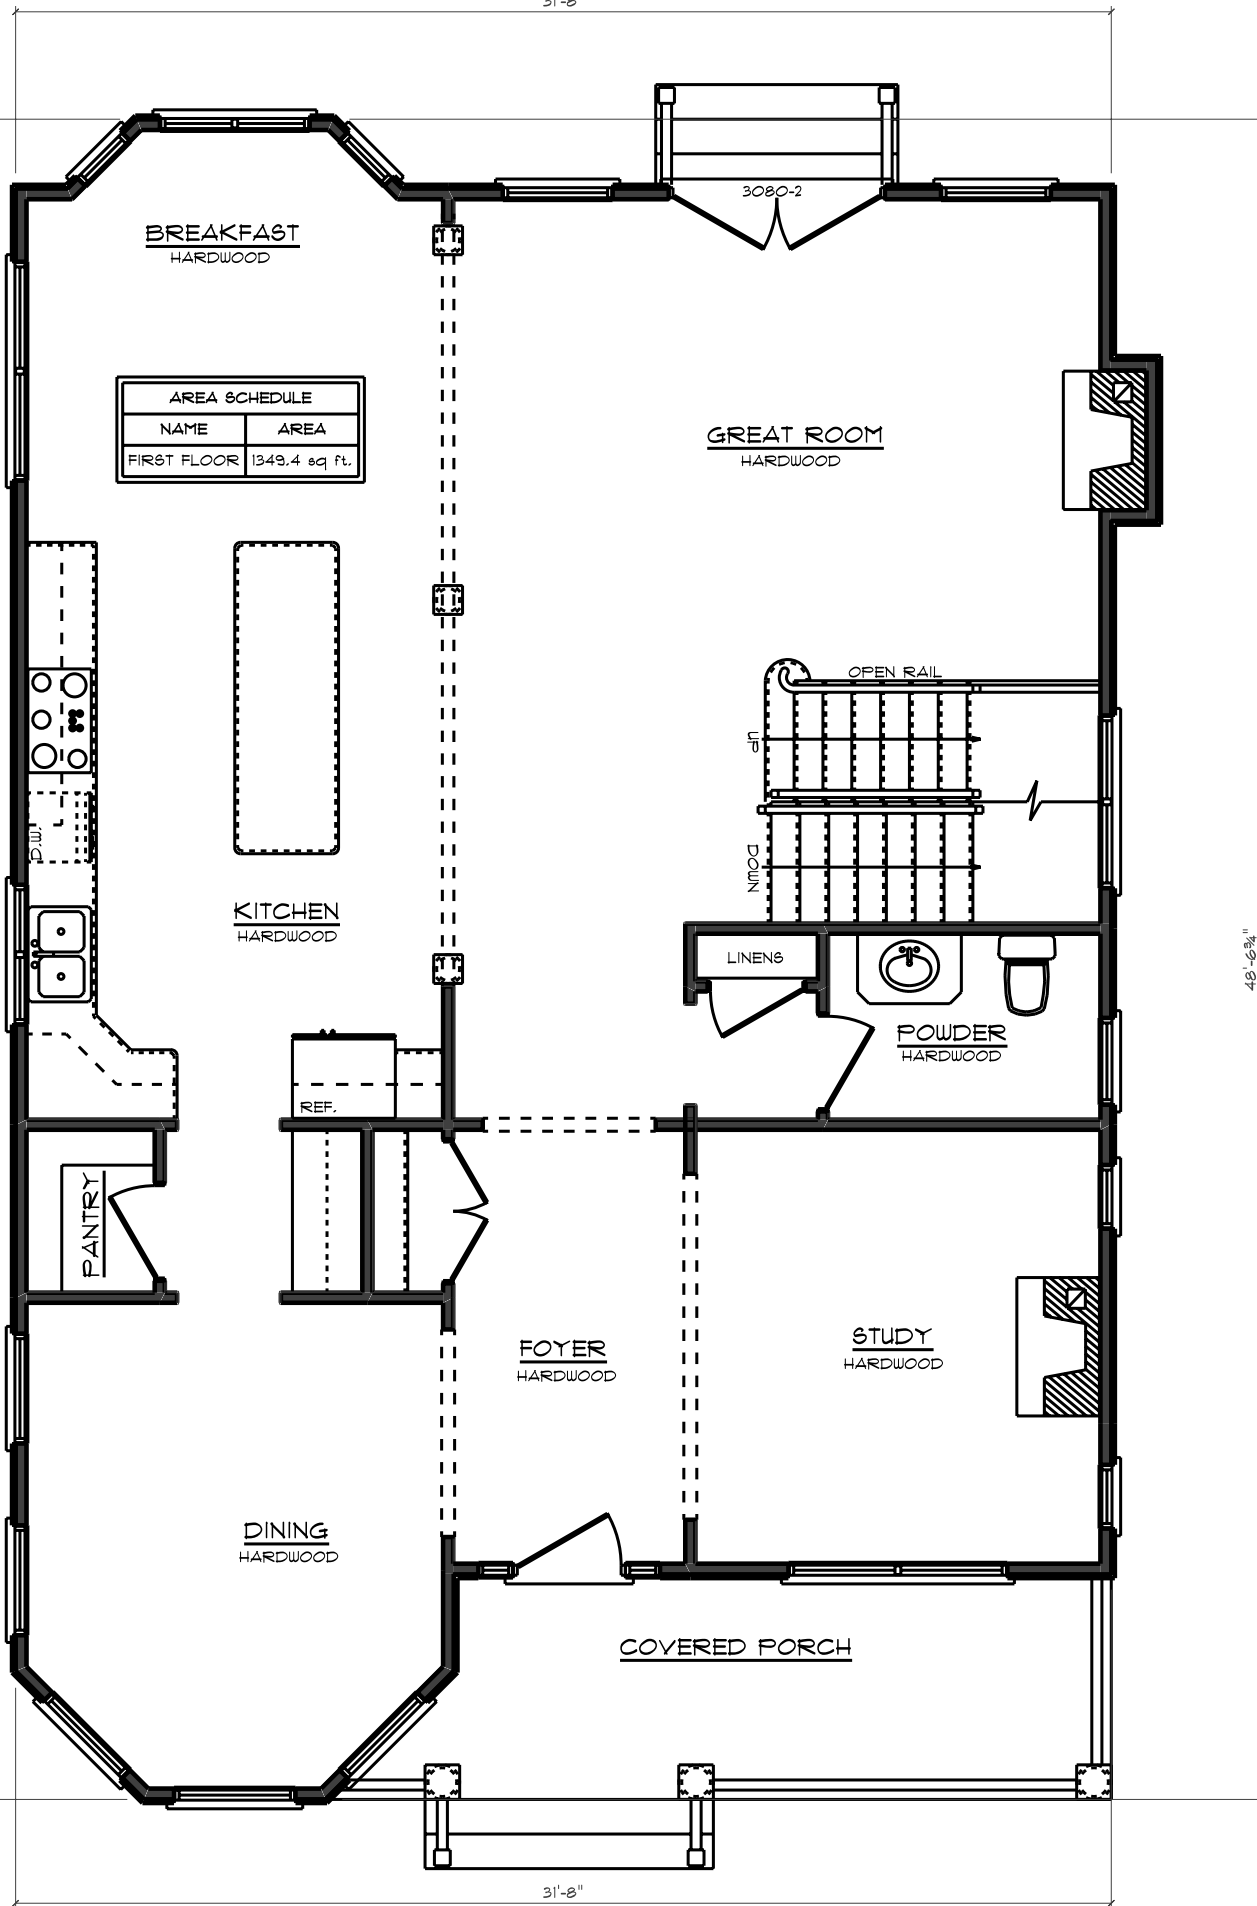 31'-8"
3080-2
BREAKFAST
HARDWOOD
AREA SCHEDULE
NAME AREA
FIRST FLOOR 1349.4 sq ft.
GREAT ROOM
HARDWOOD
OPEN RAIL
UP
D.W.
DOWN
KITCHEN
HARDWOOD
LINENS
48'-6¾"
POWDER
HARDWOOD
REF.
PANTRY
FOYER
HARDWOOD
STUDY
HARDWOOD
DINING
HARDWOOD
COVERED PORCH
31'-8"